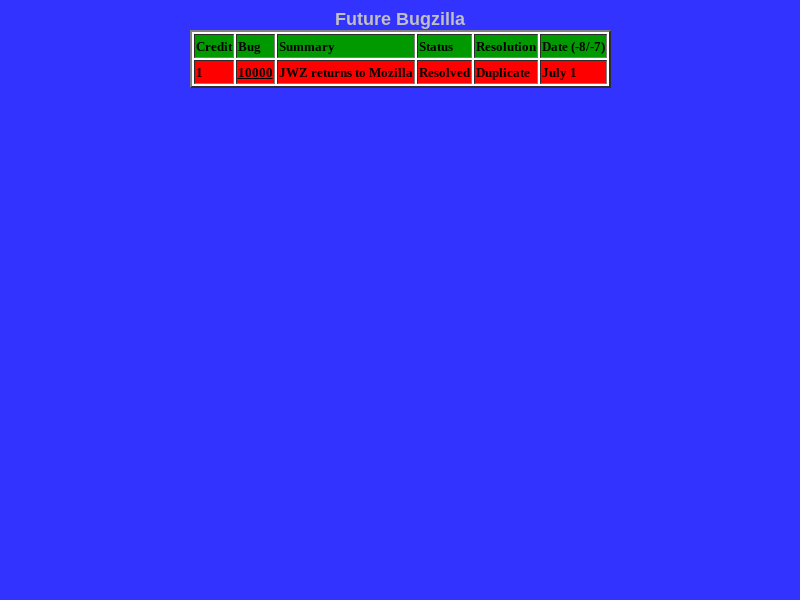 Future Bugzilla
Credit Bug Summary Status Resolution Date (-8/-7)
1 10000 JWZ returns to Mozilla Resolved Duplicate July 1